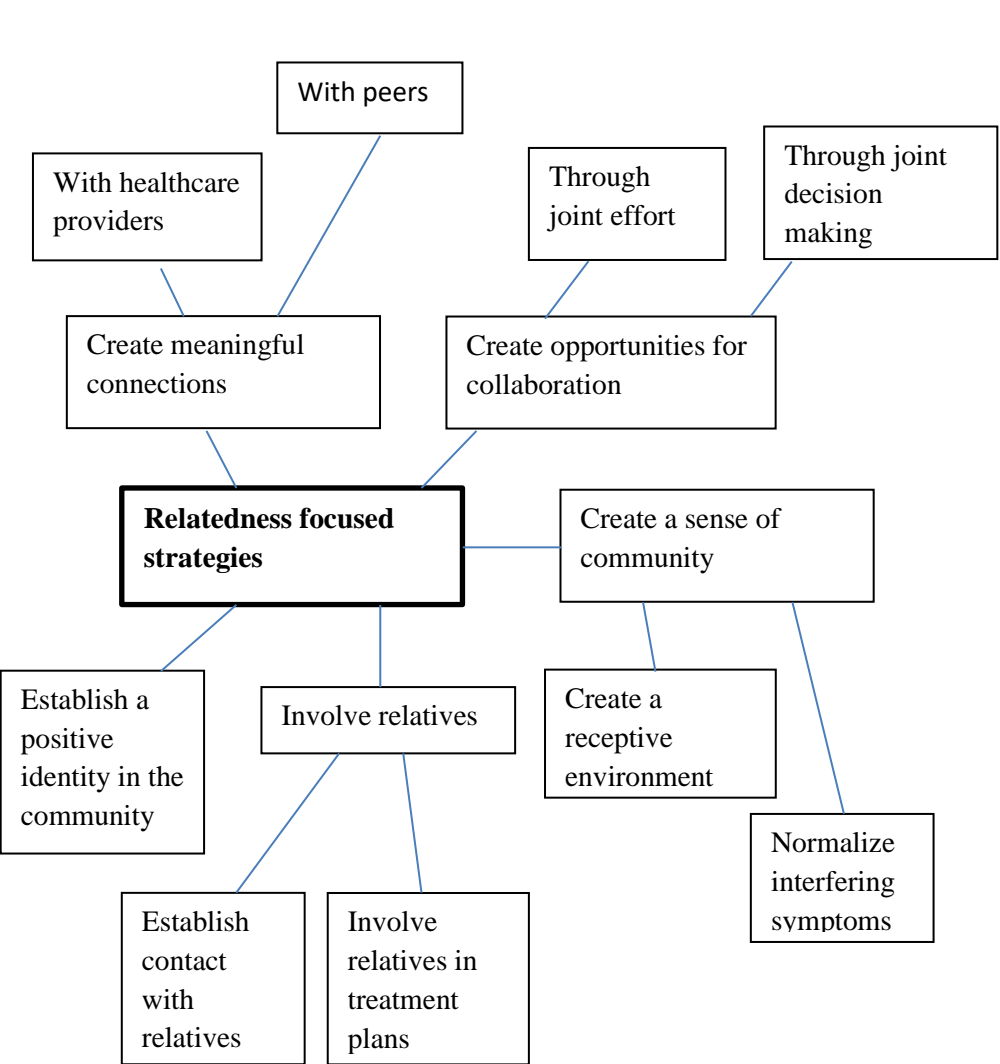 With peers
With healthcare
providers
Through
joint effort
Through joint
decision
making
Create meaningful
connections
Create opportunities for
collaboration
Relatedness focused
strategies
Create a sense of
community
Establish a
positive
identity in the
community
Involve relatives
Create a
receptive
environment
Normalize
interfering
symptoms
Establish
contact
with
relatives
Involve
relatives in
treatment
plans